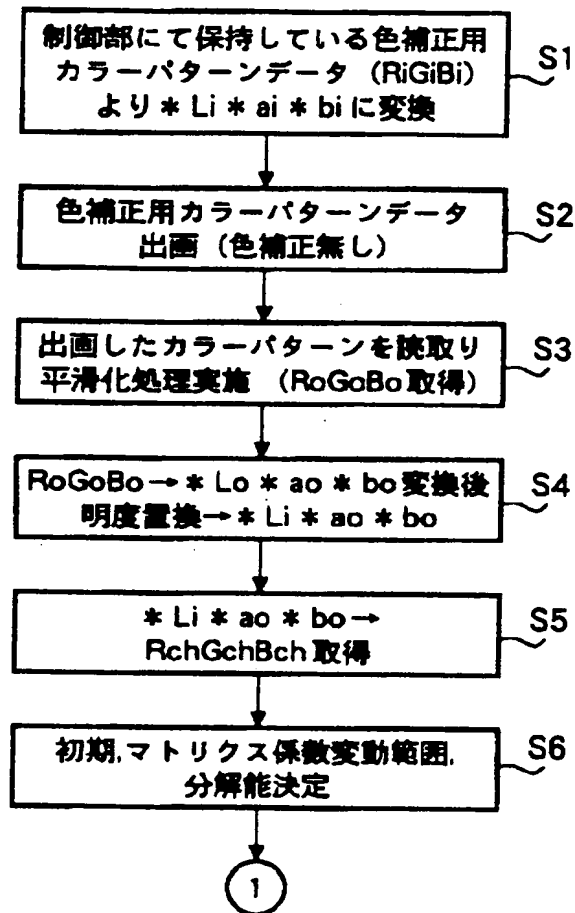 制御部にて保持している色補正用
カラーパターンデータ（RiGiBi）
より＊Li＊ai＊biに変換
S1
色補正用カラーパターンデータ
出画（色補正無し）
S2
出画したカラーパターンを読取り
平滑化処理実施（RoGoBo取得）
S3
RoGoBo→＊Lo＊ao＊bo変換後
明度置換→＊Li＊ao＊bo
S4
＊Li＊ao＊bo→
RchGchBch取得
S5
初期,マトリクス係数変動範囲,
分解能決定
S6
1